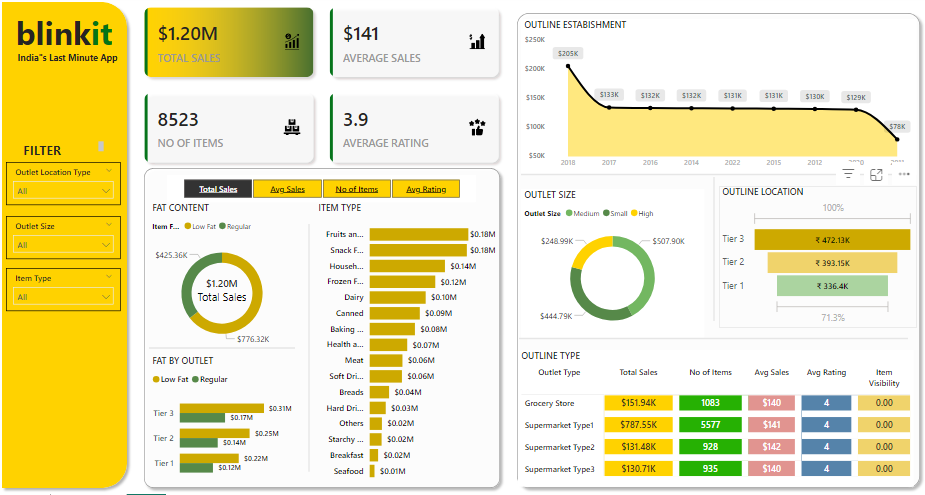 blinkit
India"s Last Minute App
FILTER
Outlet Location Type
All
Outlet Size
All
Item Type
All
$1.20M
TOTAL SALES
$141
AVERAGE SALES
8523
NO OF ITEMS
3.9
AVERAGE RATING
Total Sales
Avg Sales
No of Items
Avg Rating
FAT CONTENT
Item F... Low Fat Regular
$425.36K
$1.20M
Total Sales
$776.32K
FAT BY OUTLET
Low Fat Regular
Tier 3 $0.31M
$0.17M
Tier 2 $0.25M
$0.14M
Tier 1 $0.22M
$0.12M
ITEM TYPE
Fruits an... $0.18M
Snack F... $0.18M
Househ... $0.14M
Frozen F... $0.12M
Dairy $0.10M
Canned $0.09M
Baking ... $0.08M
Health a... $0.07M
Meat $0.06M
Soft Dri... $0.06M
Breads $0.04M
Hard Dri... $0.03M
Others $0.02M
Starchy ... $0.02M
Breakfast $0.02M
Seafood $0.01M
OUTLINE ESTABISHMENT
$250K
$200K
$150K
$100K
$50K
$205K
$133K
$132K
$132K
$131K
$131K
$130K
$129K
$78K
2018 2017 2016 2014 2022 2015 2012
OUTLET SIZE
Outlet Size Medium Small High
$248.99K
$507.90K
$444.79K
OUTLINE LOCATION
100%
Tier 3 ₹ 472.13K
Tier 2 ₹ 393.15K
Tier 1 ₹ 336.4K
71.3%
OUTLINE TYPE
Outlet Type Total Sales No of Items Avg Sales Avg Rating Item Visibility
Grocery Store $151.94K 1083 $140 4 0.00
Supermarket Type1 $787.55K 5577 $141 4 0.00
Supermarket Type2 $131.48K 928 $142 4 0.00
Supermarket Type3 $130.71K 935 $140 4 0.00